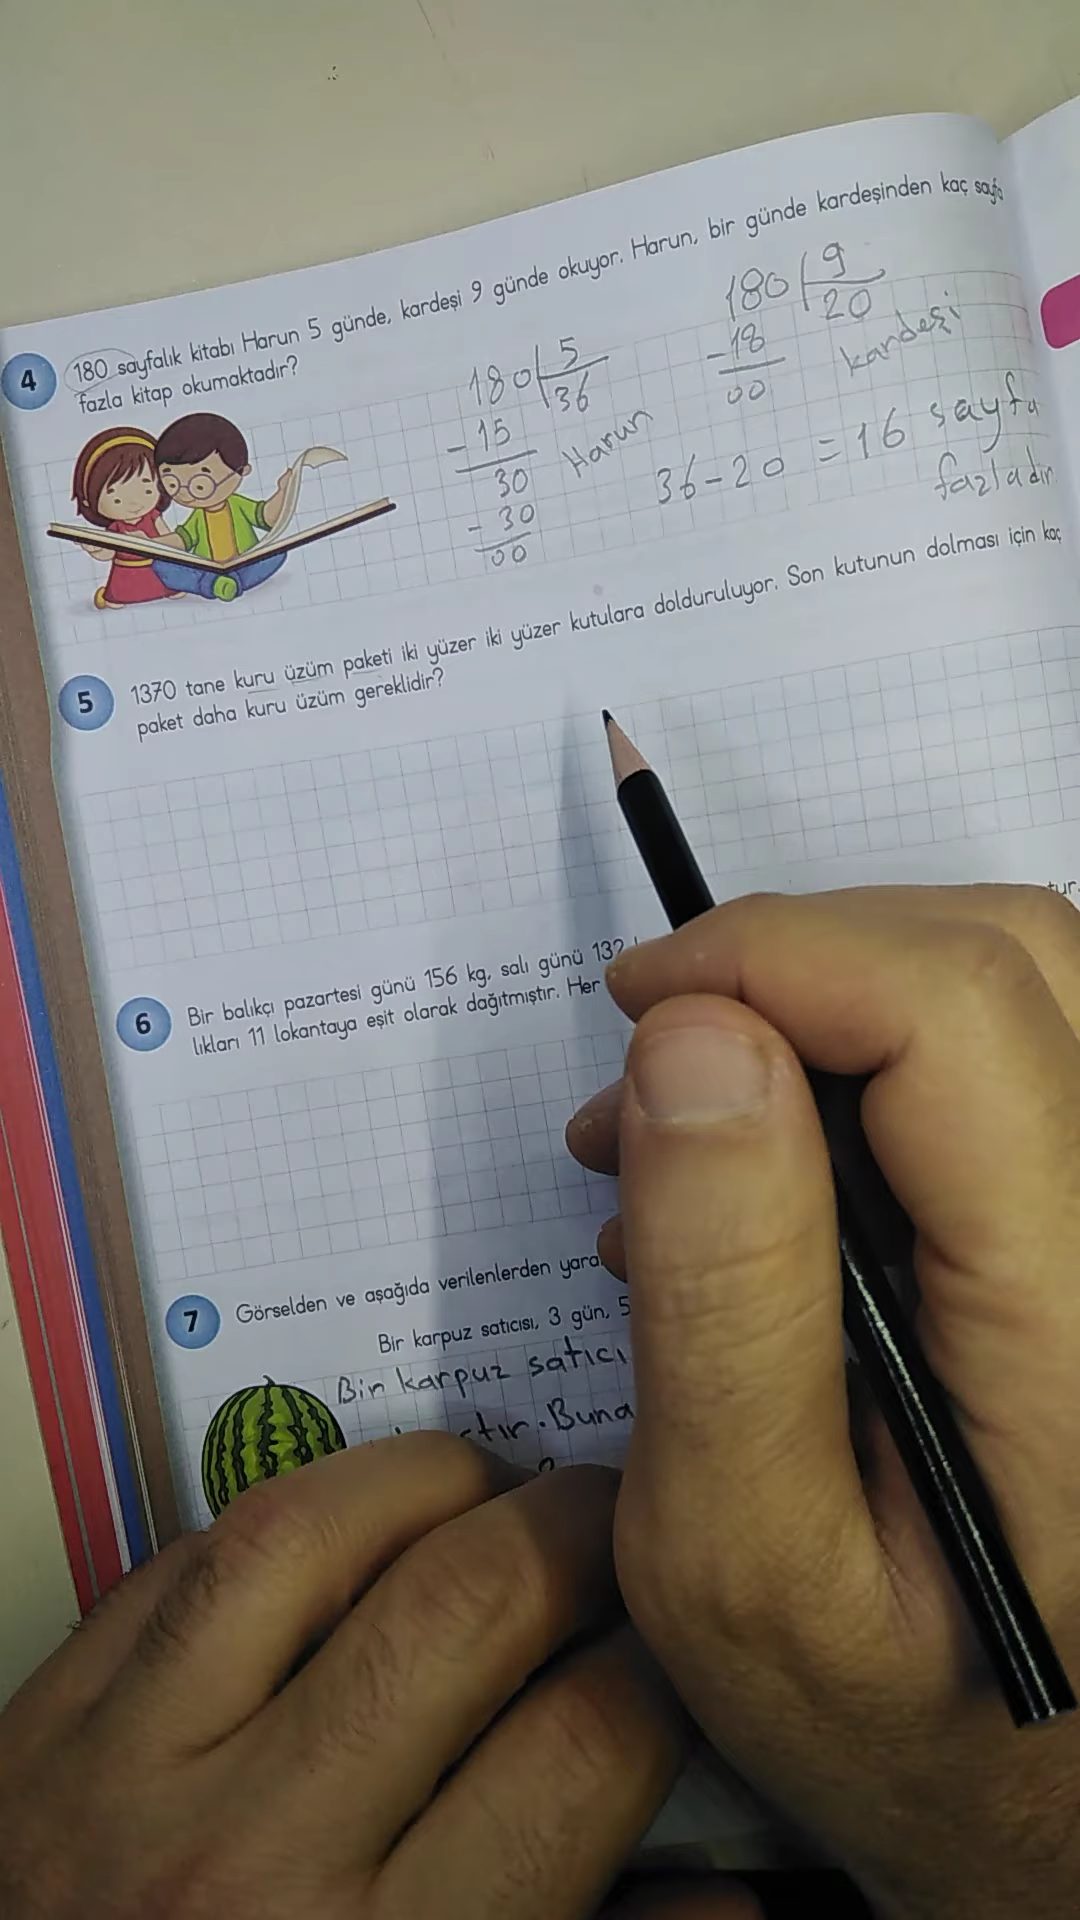 4
180 sayfalık kitabı Harun 5 günde, kardeşi 9 günde okuyor. Harun, bir günde kardeşinden kaç sayfa
fazla kitap okumaktadır?
180 5
36
- 15
30
- 30
00
Harun
180 9
20
- 18
00
kardeşi
36 - 20 = 16 sayfa
fazladır
5
1370 tane kuru üzüm paketi iki yüzer iki yüzer kutulara dolduruluyor. Son kutunun dolması için kaç
paket daha kuru üzüm gereklidir?
6
Bir balıkçı pazartesi günü 156 kg, salı günü 132
lıkları 11 lokantaya eşit olarak dağıtmıştır. Her
7
Görselden ve aşağıda verilenlerden
Bir karpuz satıcısı, 3 gün, 5
Bir karpuz satıcı